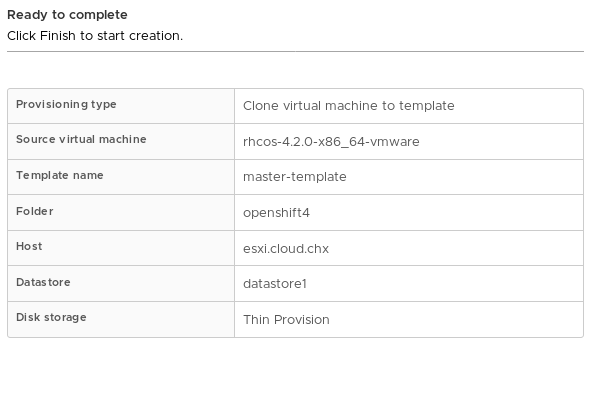 Ready to complete
Click Finish to start creation.
Provisioning type Clone virtual machine to template
Source virtual machine rhcos-4.2.0-x86_64-vmware
Template name master-template
Folder openshift4
Host esxi.cloud.chx
Datastore datastore1
Disk storage Thin Provision